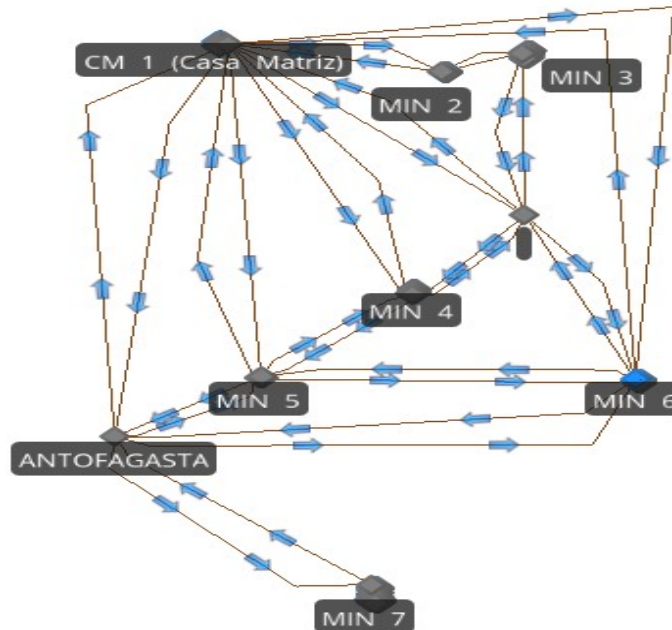 CM 1 (Casa Matriz)
MIN 2
MIN 3
MIN 4
MIN 5
MIN 6
ANTOFAGASTA
MIN 7